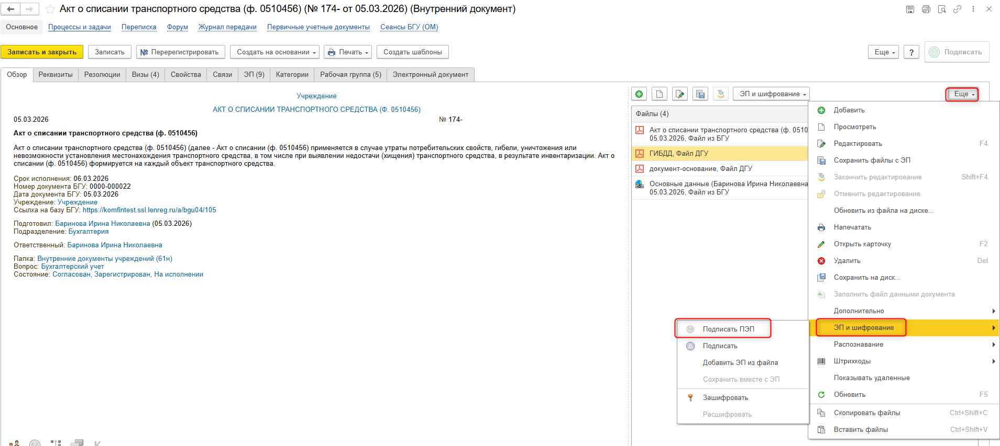 Акт о списании транспортного средства (ф. 0510456) (№ 174- от 05.03.2026) (Внутренний документ)
Основное Процессы и задачи Переписка Форум Журнал передачи Первичные учетные документы Сеансы БГУ (ОМ)
Записать и закрыть Записать № Перерегистрировать Создать на основании Печать Создать шаблоны Еще ? Подписать
Обзор Реквизиты Резолюции Визы (4) Свойства Связи ЭП (9) Категории Рабочая группа (5) Электронный документ
Учреждение
АКТ О СПИСАНИИ ТРАНСПОРТНОГО СРЕДСТВА (Ф. 0510456)
05.03.2026 № 174-
Акт о списании транспортного средства (ф. 0510456)
Акт о списании транспортного средства (ф. 0510456) (далее - Акт о списании (ф. 0510456) применяется в случае утраты потребительских свойств, гибели, уничтожения или
невозможности установления местонахождения транспортного средства, в том числе при выявлении недостачи (хищения) транспортного средства, в результате инвентаризации. Акт о
списании (ф. 0510456) формируется на каждый объект транспортного средства.
Срок исполнения: 06.03.2026
Номер документа БГУ: 0000-000022
Дата документа БГУ: 05.03.2026
Учреждение: Учреждение
Ссылка на базу БГУ: https://komfintest.ssl.lenreg.ru/a/bgu04/105
Подготовил: Баринова Ирина Николаевна (05.03.2026)
Подразделение: Бухгалтерия
Ответственный: Баринова Ирина Николаевна
Папка: Внутренние документы учреждений (61н)
Вопрос: Бухгалтерский учет
Состояние: Согласован, Зарегистрирован, На исполнении
ЭП и шифрование Еще
Файлы (4)
Акт о списании транспортного средства (ф. 0510
05.03.2026, Файл из БГУ
ГИБДД, Файл ДГУ
документ-основание, Файл ДГУ
Основные данные (Баринова Ирина Николаевна
05.03.2026, Файл из БГУ
Добавить
Просмотреть
Редактировать F4
Сохранить файлы с ЭП
Закончить редактирование Shift+F4
Отменить редактирование
Обновить из файла на диске...
Напечатать
Открыть карточку F2
Удалить Del
Сохранить на диск...
Заполнить файл данными документа
Дополнительно
ЭП и шифрование
Распознавание
Штрихкоды
Показывать удаленные
Обновить F5
Скопировать файлы Ctrl+Shift+C
Вставить файлы Ctrl+Shift+V
Подписать ПЭП
Подписать
Добавить ЭП из файла
Сохранить вместе с ЭП
Зашифровать
Расшифровать